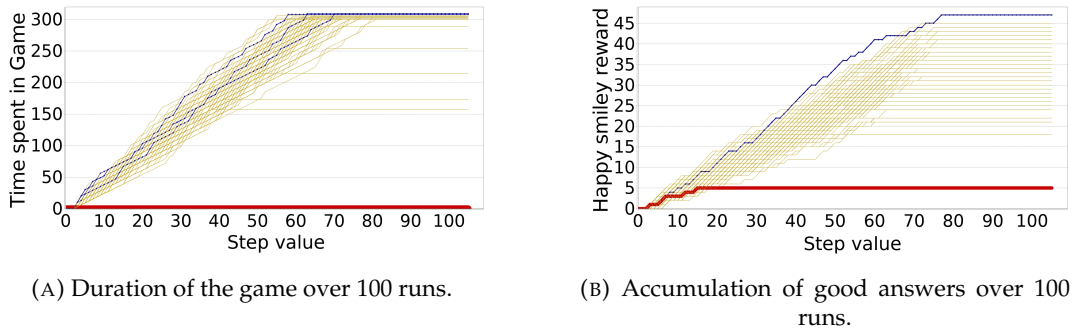 Time spent in Game
300
250
200
150
100
50
0
0 10 20 30 40 50 60 70 80 90 100
Step value
(A) Duration of the game over 100 runs.
Happy smiley reward
45
40
35
30
25
20
15
10
5
0
0 10 20 30 40 50 60 70 80 90 100
Step value
(B) Accumulation of good answers over 100
runs.